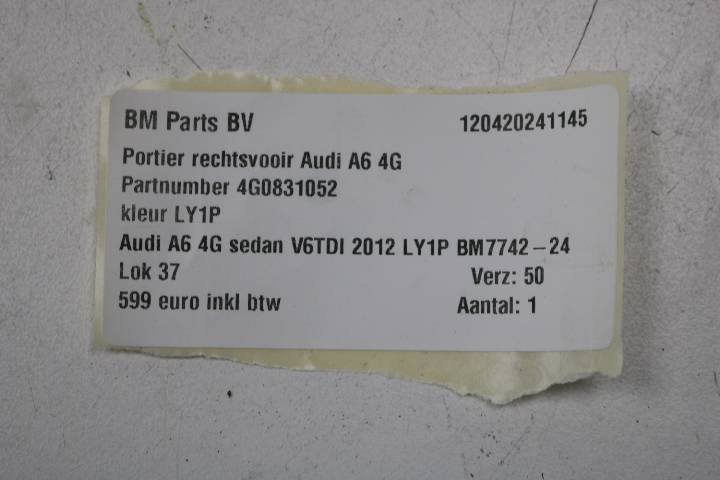 BM Parts BV 120420241145
Portier rechtsvooir Audi A6 4G
Partnumber 4G0831052
kleur LY1P
Audi A6 4G sedan V6TDI 2012 LY1P BM7742-24
Lok 37 Verz: 50
599 euro inkl btw Aantal: 1